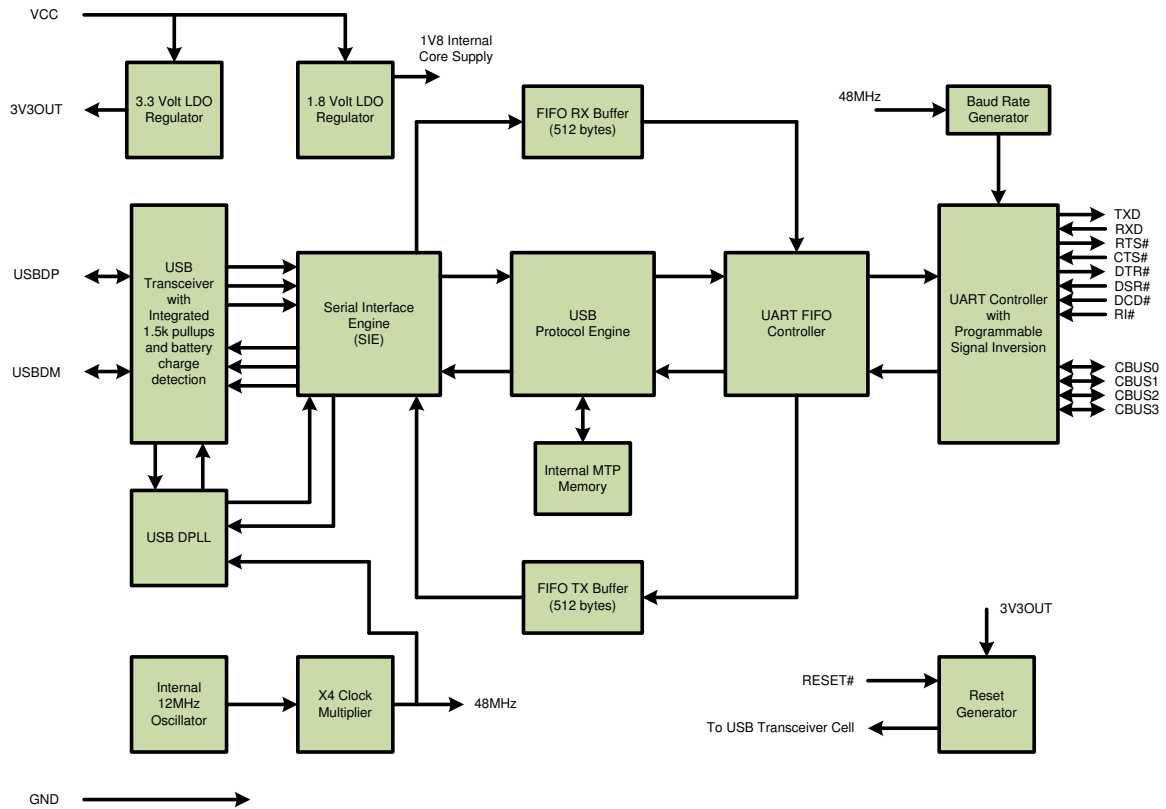 VCC
1V8 Internal
Core Supply
3V3OUT
3.3 Volt LDO
Regulator
1.8 Volt LDO
Regulator
FIFO RX Buffer
(512 bytes)
48MHz
Baud Rate
Generator
USBDP
USBDM
USB
Transceiver
with
Integrated
1.5k pullups
and battery
charge
detection
Serial Interface
Engine
(SIE)
USB
Protocol Engine
UART FIFO
Controller
UART Controller
with
Programmable
Signal Inversion
TXD
RXD
RTS#
CTS#
DTR#
DSR#
DCD#
RI#
CBUS0
CBUS1
CBUS2
CBUS3
Internal MTP
Memory
USB DPLL
FIFO TX Buffer
(512 bytes)
Internal
12MHz
Oscillator
X4 Clock
Multiplier
48MHz
3V3OUT
RESET#
To USB Transceiver Cell
Reset
Generator
GND